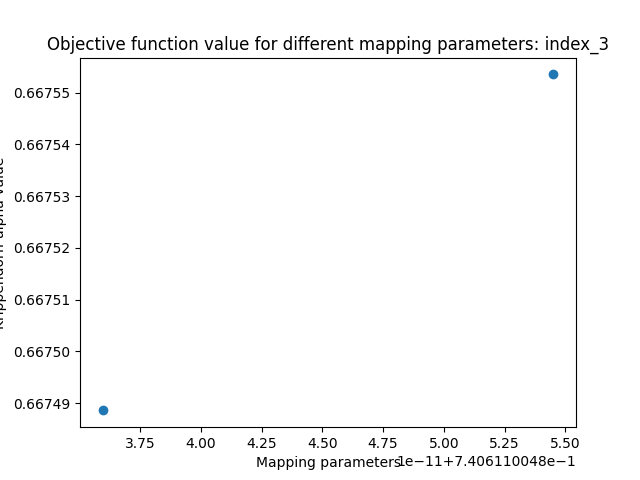 Objective function value for different mapping parameters: index_3
Krippendorff alpha value
0.66755
0.66754
0.66753
0.66752
0.66751
0.66750
0.66749
3.75 4.00 4.25 4.50 4.75 5.00 5.25 5.50
Mapping parameters 1e−11+7.406110048e−1